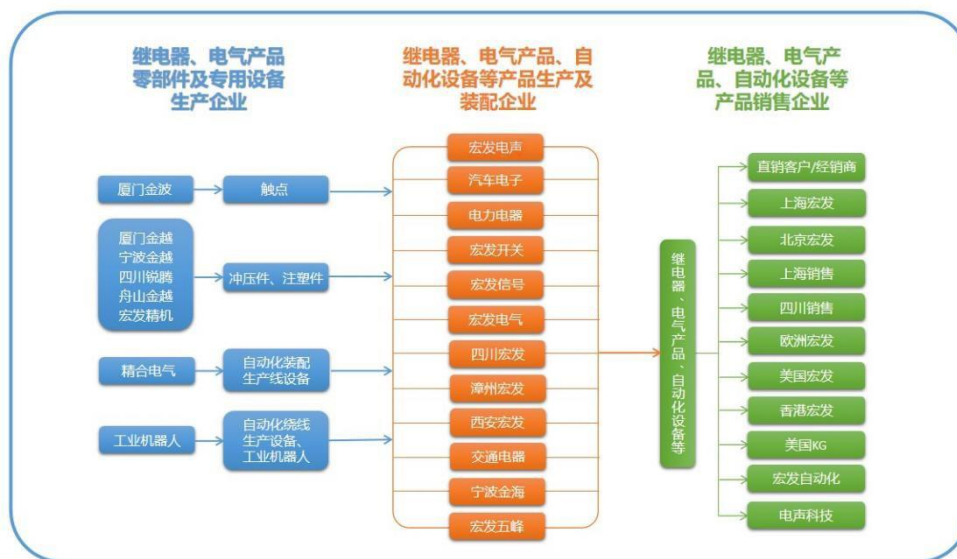 继电器、电气产品
零部件及专用设备
生产企业
继电器、电气产品、自
动化设备等产品生产及
装配企业
继电器、电气产
品、自动化设备等
产品销售企业
厦门金波
触点
厦门金越
宁波金越
四川锐腾
舟山金越
宏发精机
冲压件、注塑件
精合电气
自动化装配
生产线设备
工业机器人
自动化绕线
生产设备、
工业机器人
宏发电声
汽车电子
电力电器
宏发开关
宏发信号
宏发电气
四川宏发
漳州宏发
西安宏发
交通电器
宁波金海
宏发五峰
继电器、电气产品、自动化设备等
直销客户/经销商
上海宏发
北京宏发
上海销售
四川销售
欧洲宏发
美国宏发
香港宏发
美国KG
宏发自动化
电声科技